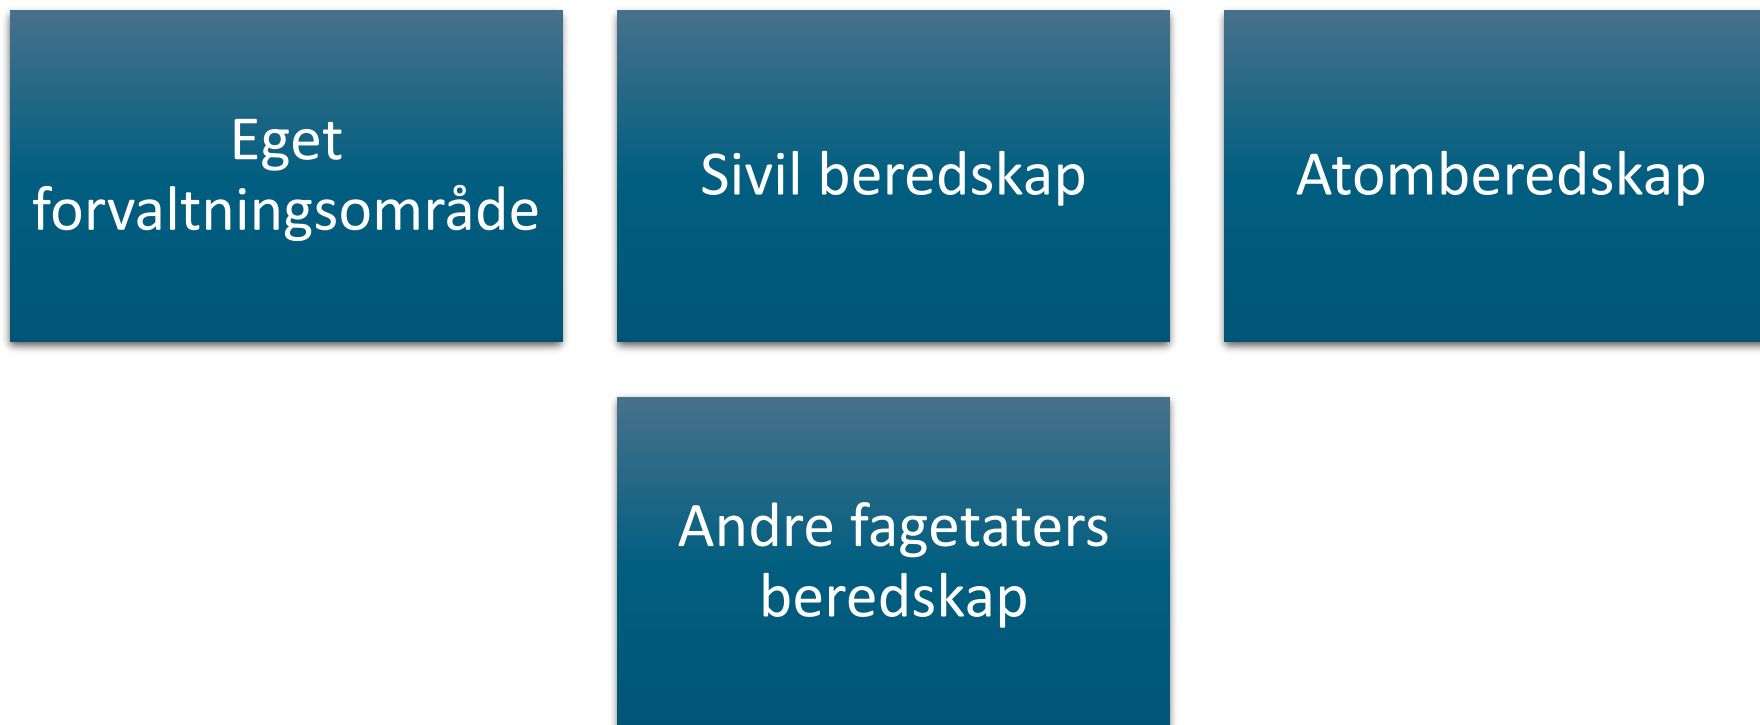 Eget
forvaltningsområde
Sivil beredskap
Atomberedskap
Andre fagetaters
beredskap